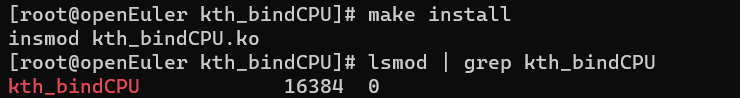 [root@openEuler kth_bindCPU]# make install
insmod kth_bindCPU.ko
[root@openEuler kth_bindCPU]# lsmod | grep kth_bindCPU
kth_bindCPU            16384  0